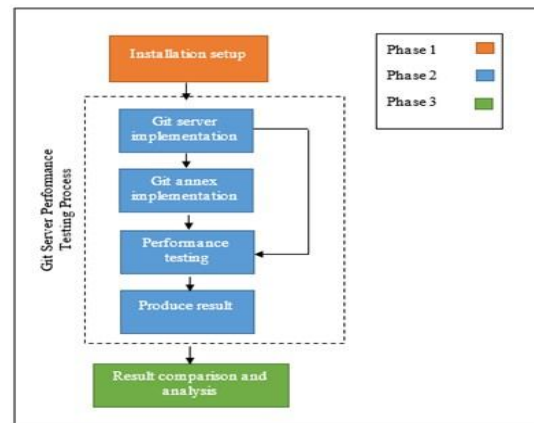 Installation setup
Phase 1
Phase 2
Phase 3
Git Server Performance
Testing Process
Git server
implementation
Git annex
implementation
Performance
testing
Produce result
Result comparison and
analysis